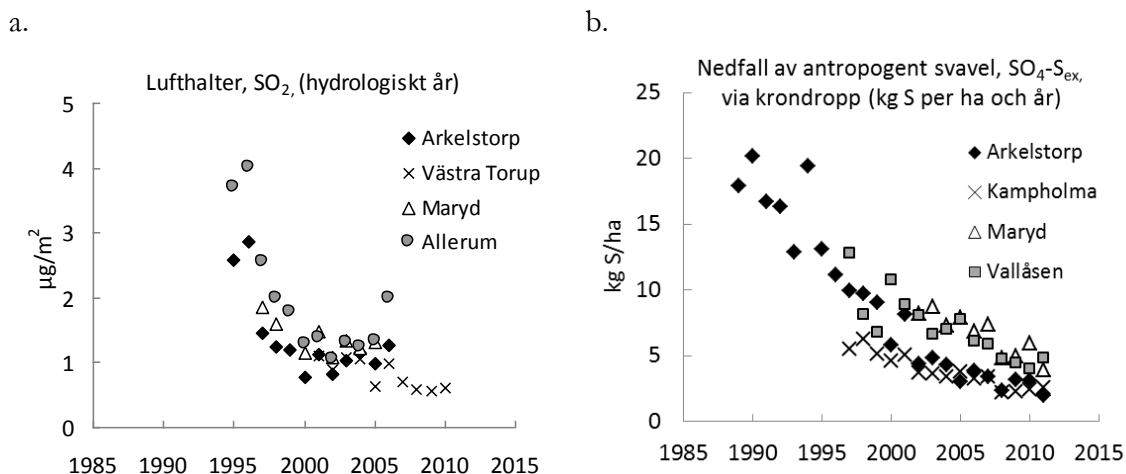 a.
Lufthalter, SO2, (hydrologiskt år)
µg/m²
5
4
3
2
1
0
1985 1990 1995 2000 2005 2010 2015
Arkelstorp
Västra Torup
Maryd
Allerum
b.
Nedfall av antropogent svavel, SO4-Sex,
via krondropp (kg S per ha och år)
kg S/ha
25
20
15
10
5
0
1985 1990 1995 2000 2005 2010 2015
Arkelstorp
Kampholma
Maryd
Vallåsen